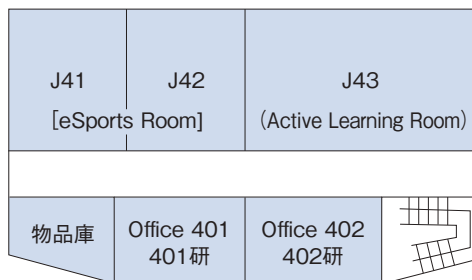 J41
J42
J43
[eSports Room]
(Active Learning Room)
物品庫
Office 401
401研
Office 402
402研